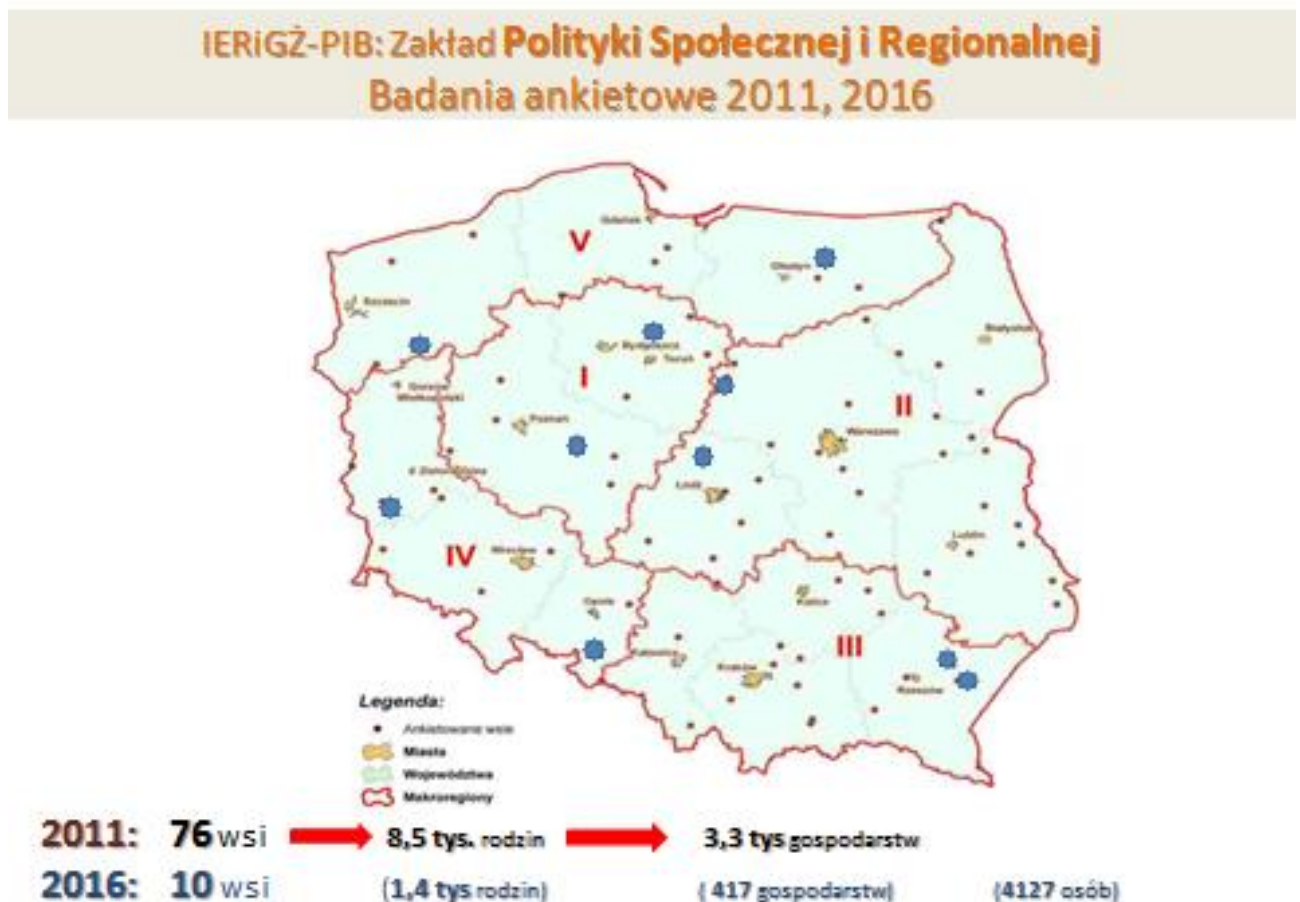 IERiGŻ-PIB: Zakład Polityki Społecznej i Regionalnej
Badania ankietowe 2011, 2016
Gdańsk
V
Olsztyn
Szczecin
Białystok
Bydgoszcz
Toruń
I
Gorzów
Wielkopolski
II
Poznań
Warszawa
Zielona Góra
Łódź
Lublin
IV
Wrocław
Opole
Kielce
III
Katowice
Kraków
Rzeszów
Legenda:
Ankietowane wsie
Miasta
Województwa
Makroregiony
2011: 76 wsi 8,5 tys. rodzin 3,3 tys gospodarstw
2016: 10 wsi (1,4 tys rodzin) ( 417 gospodarstw) (4127 osób)